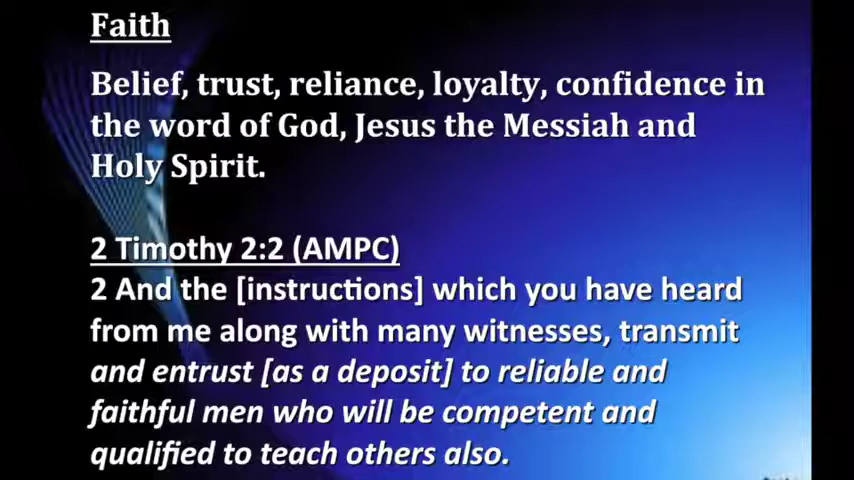 Faith
Belief, trust, reliance, loyalty, confidence in
the word of God, Jesus the Messiah and
Holy Spirit.
2 Timothy 2:2 (AMPC)
2 And the [instructions] which you have heard
from me along with many witnesses, transmit
and entrust [as a deposit] to reliable and
faithful men who will be competent and
qualified to teach others also.